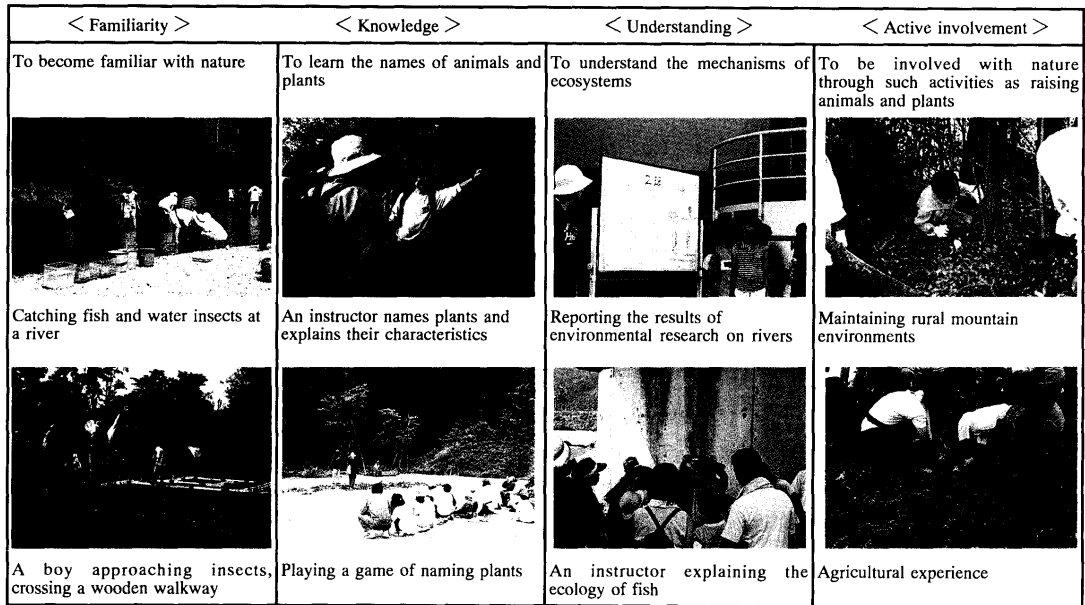 < Familiarity >
< Knowledge >
< Understanding >
< Active involvement >
To become familiar with nature
To learn the names of animals and
plants
To understand the mechanisms of
ecosystems
To be involved with nature
through such activities as raising
animals and plants
Catching fish and water insects at
a river
An instructor names plants and
explains their characteristics
Reporting the results of
environmental research on rivers
Maintaining rural mountain
environments
A boy approaching insects,
crossing a wooden walkway
Playing a game of naming plants
An instructor explaining the
ecology of fish
Agricultural experience